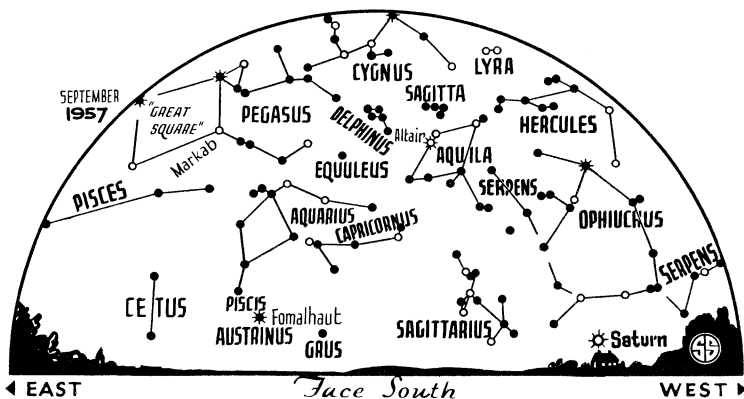 CYGNUS
LYRA
SEPTEMBER
1957
"GREAT
SQUARE"
PEGASUS
SAGITTA
DELPHINUS
HERCULES
Altair
Markab
EQUULEUS
AQUILA
PISCES
SERPENS
AQUARIUS
CAPRICORNUS
OPHIUCHUS
SERPENS
CETUS
PISCIS
AUSTRINUS
Fomalhaut
GRUS
SAGITTARIUS
Saturn
EAST
Face South
WEST